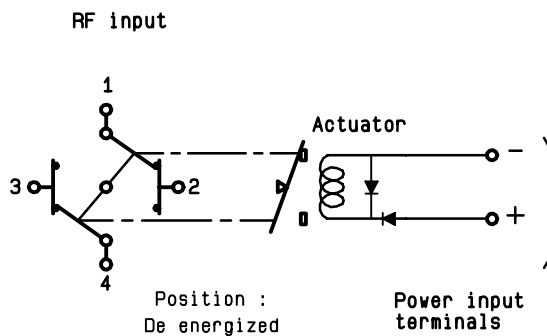 RF input
1
Actuator
-
3
2
+
4
Position :
De energized
Power input
terminals